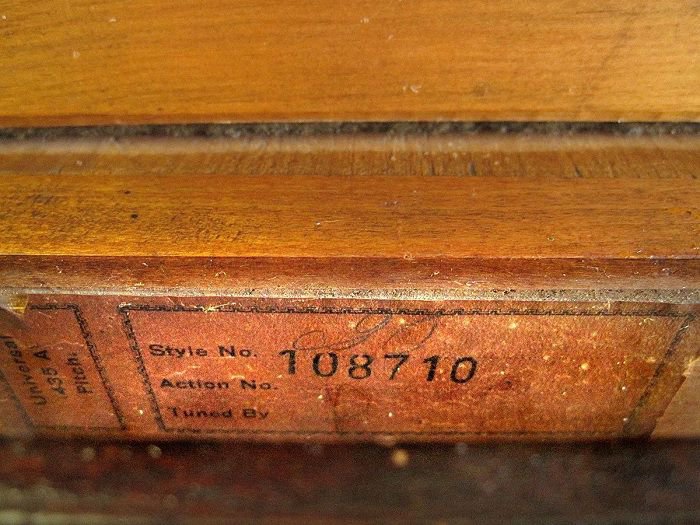 Universal
435 A
Pitch.
Style No.
108710
Action No.
Tuned By